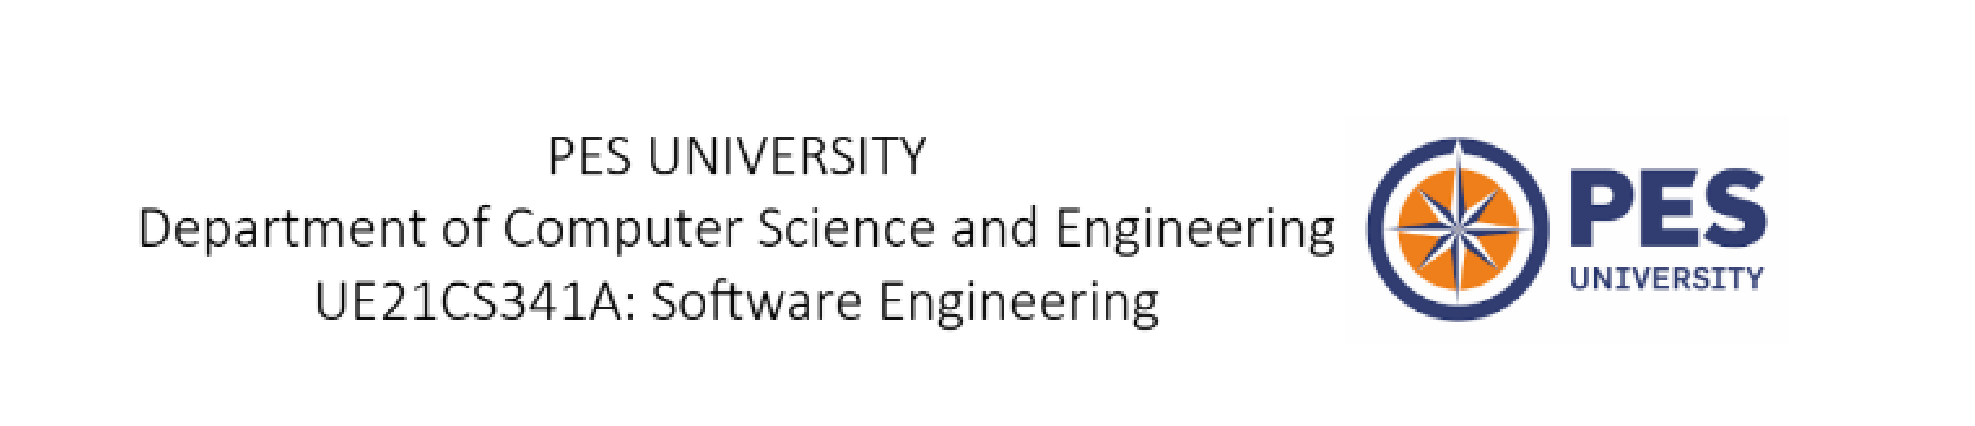 PES UNIVERSITY
Department of Computer Science and Engineering
UE21CS341A: Software Engineering
PES
UNIVERSITY